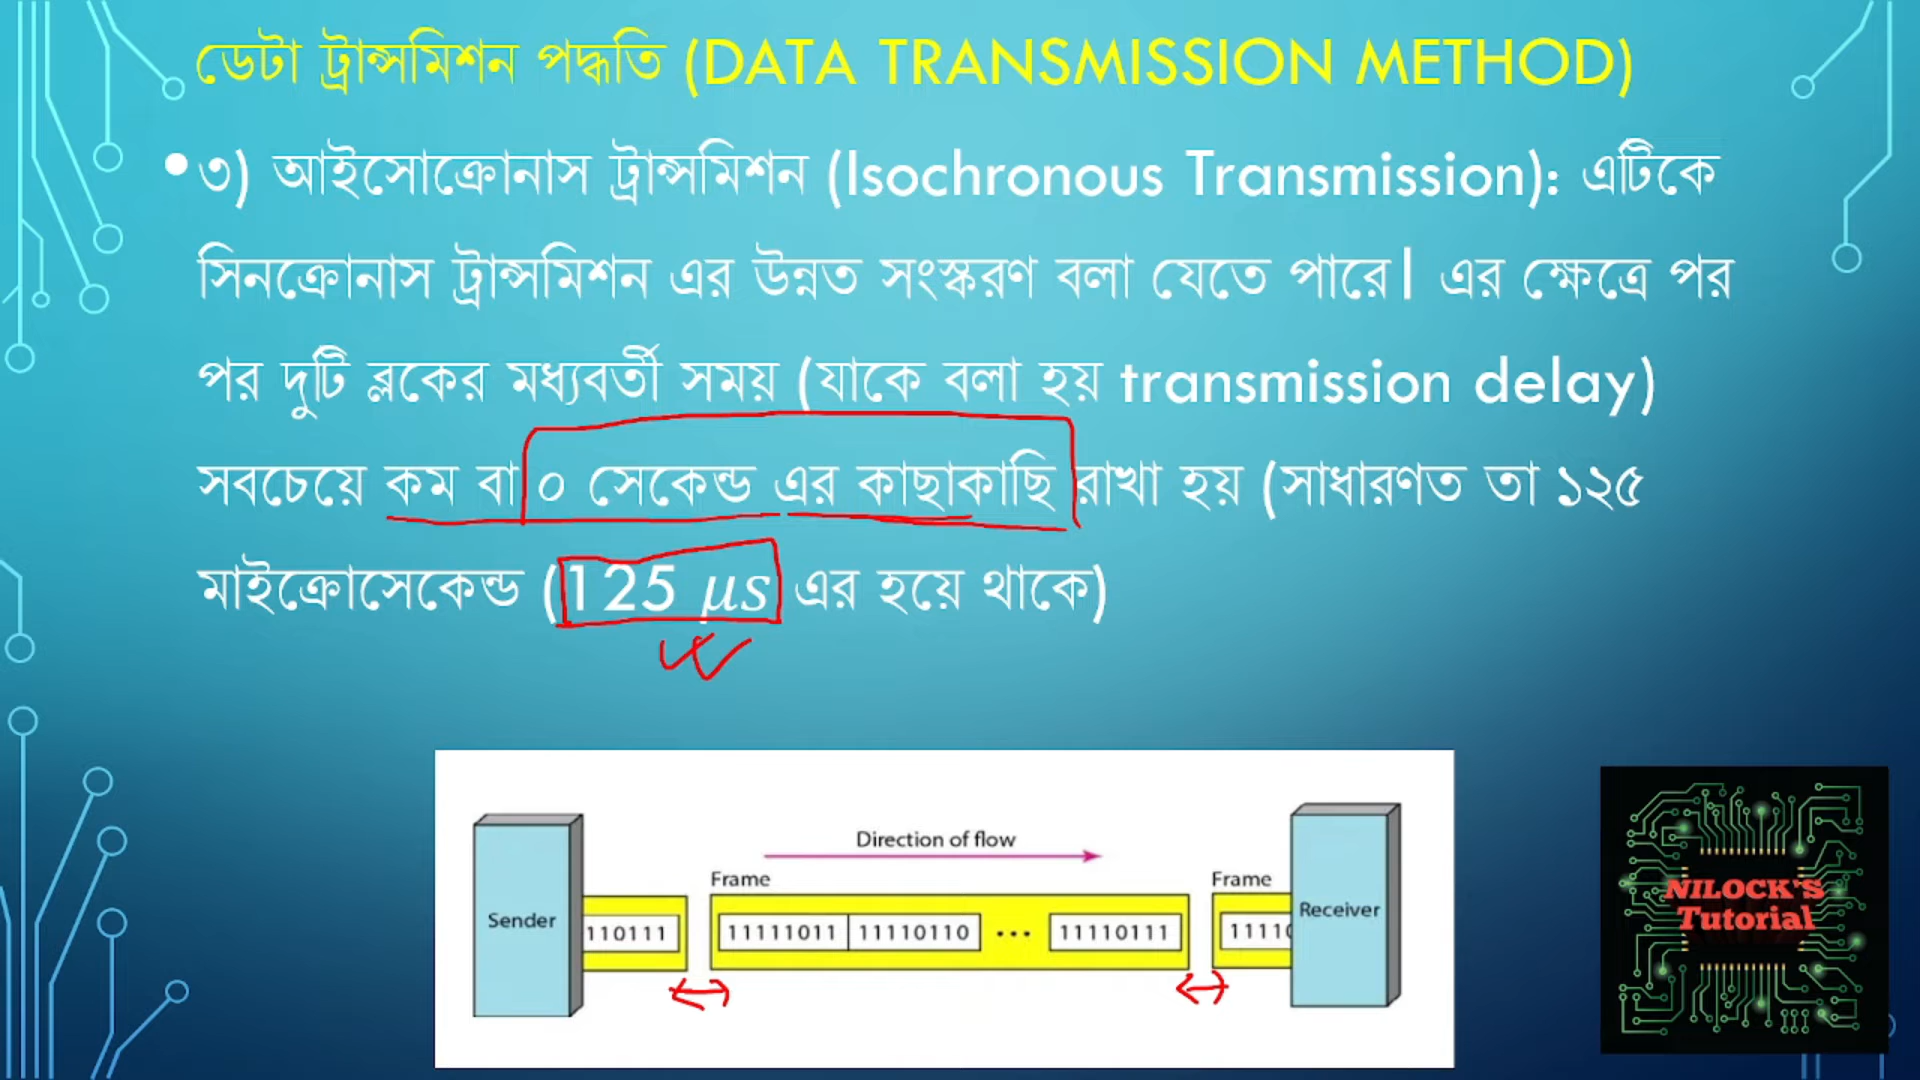 ডেটা ট্রান্সমিশন পদ্ধতি (DATA TRANSMISSION METHOD)
•৩) আইসোক্রোনাস ট্রান্সমিশন (Isochronous Transmission): এটিকে
সিনক্রোনাস ট্রান্সমিশন এর উন্নত সংস্করণ বলা যেতে পারে। এর ক্ষেত্রে পর
পর দুটি ব্লকের মধ্যবর্তী সময় (যাকে বলা হয় transmission delay)
সবচেয়ে কম বা ০ সেকেন্ড এর কাছাকাছি রাখা হয় (সাধারণত তা ১২৫
মাইক্রোসেকেন্ড (125 μs এর হয়ে থাকে)
Direction of flow
Frame
Frame
Sender
110111
11111011 11110110 ... 11110111
11110
Receiver
NILOCK'S
Tutorial